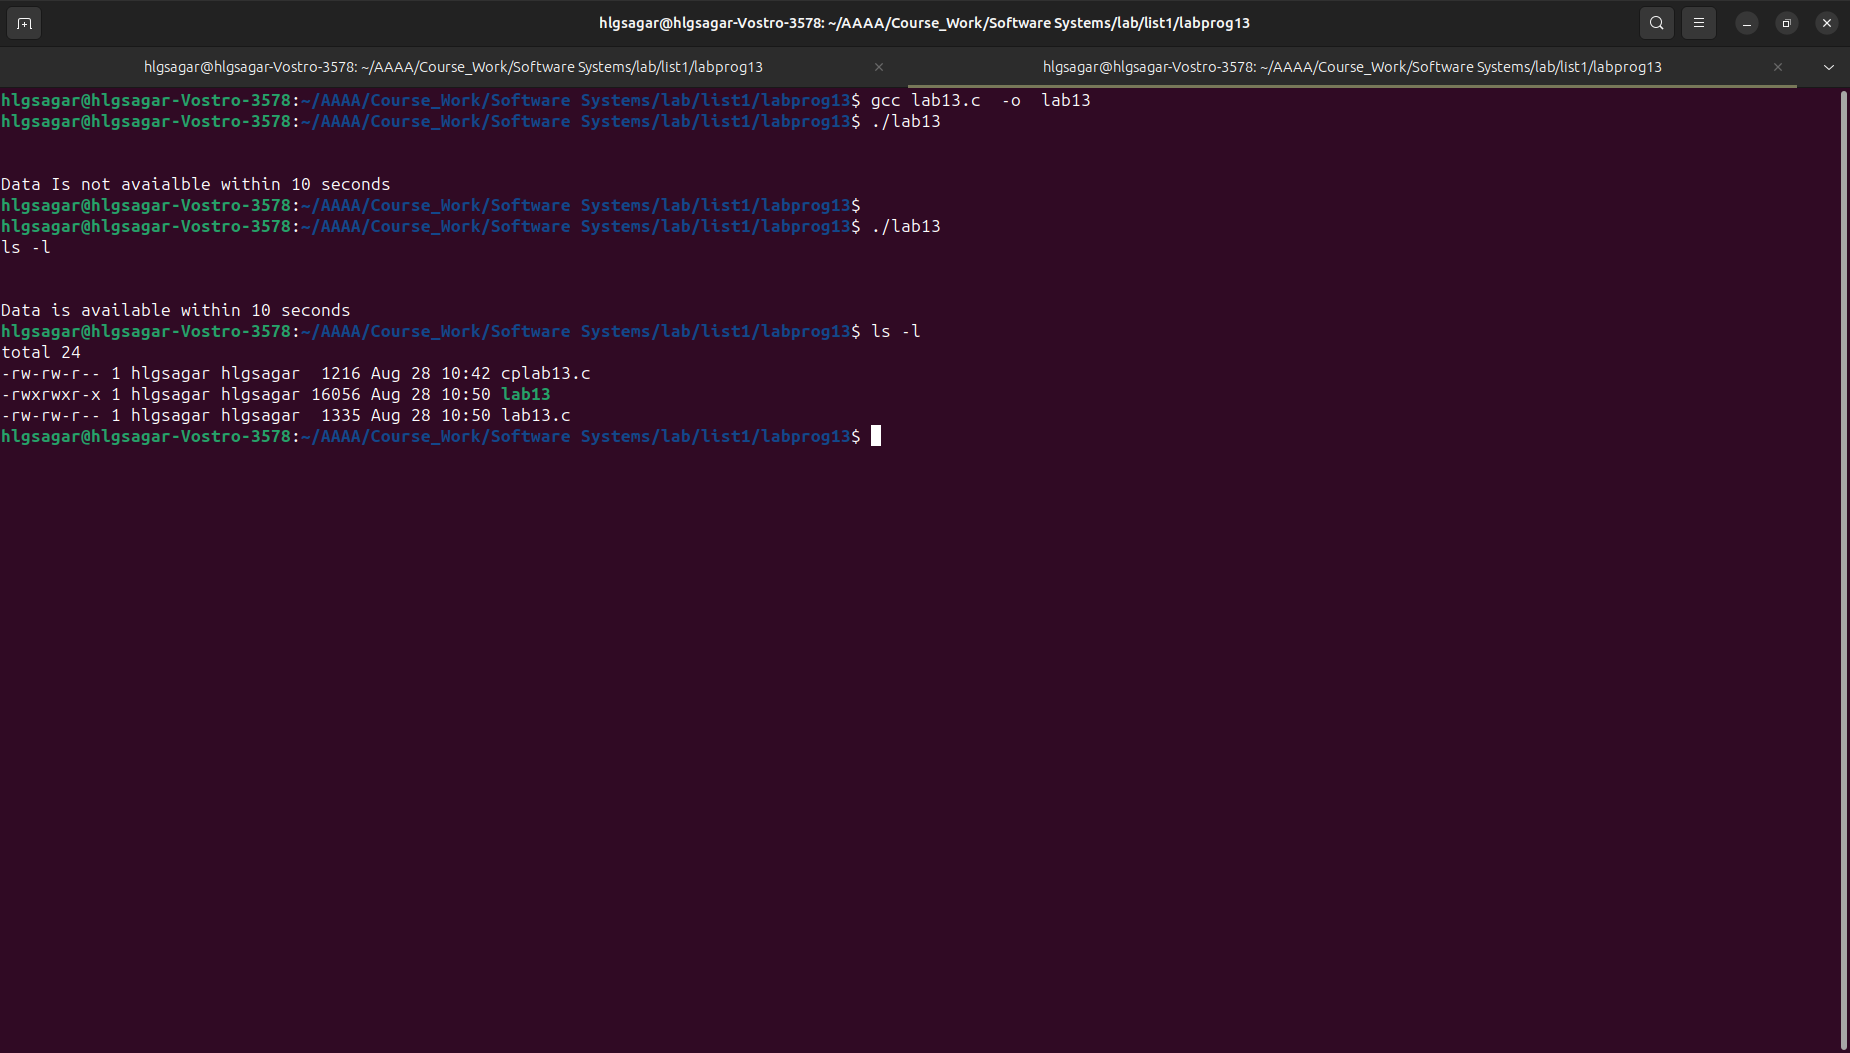 hlgsagar@hlgsagar-Vostro-3578: ~/AAAA/Course_Work/Software Systems/lab/list1/labprog13
hlgsagar@hlgsagar-Vostro-3578: ~/AAAA/Course_Work/Software Systems/lab/list1/labprog13
hlgsagar@hlgsagar-Vostro-3578: ~/AAAA/Course_Work/Software Systems/lab/list1/labprog13
hlgsagar@hlgsagar-Vostro-3578:~/AAAA/Course_Work/Software Systems/lab/list1/labprog13$ gcc lab13.c  -o  lab13
hlgsagar@hlgsagar-Vostro-3578:~/AAAA/Course_Work/Software Systems/lab/list1/labprog13$ ./lab13
Data Is not avaialble within 10 seconds
hlgsagar@hlgsagar-Vostro-3578:~/AAAA/Course_Work/Software Systems/lab/list1/labprog13$
hlgsagar@hlgsagar-Vostro-3578:~/AAAA/Course_Work/Software Systems/lab/list1/labprog13$ ./lab13
ls -l
Data is available within 10 seconds
hlgsagar@hlgsagar-Vostro-3578:~/AAAA/Course_Work/Software Systems/lab/list1/labprog13$ ls -l
total 24
-rw-rw-r-- 1 hlgsagar hlgsagar  1216 Aug 28 10:42 cplab13.c
-rwxrwxr-x 1 hlgsagar hlgsagar 16056 Aug 28 10:50 lab13
-rw-rw-r-- 1 hlgsagar hlgsagar  1335 Aug 28 10:50 lab13.c
hlgsagar@hlgsagar-Vostro-3578:~/AAAA/Course_Work/Software Systems/lab/list1/labprog13$